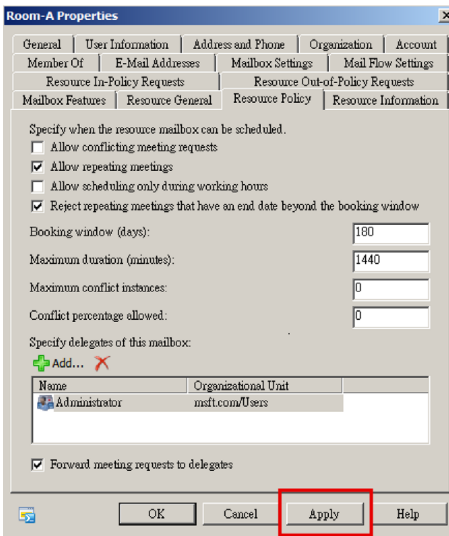 Room-A Properties
General User Information Address and Phone Organization Account
Member Of E-Mail Addresses Mailbox Settings Mail Flow Settings
Resource In-Policy Requests Resource Out-of-Policy Requests
Mailbox Features Resource General Resource Policy Resource Information
Specify when the resource mailbox can be scheduled.
Allow conflicting meeting requests
Allow repeating meetings
Allow scheduling only during working hours
Reject repeating meetings that have an end date beyond the booking window
Booking window (days): 180
Maximum duration (minutes): 1440
Maximum conflict instances: 0
Conflict percentage allowed: 0
Specify delegates of this mailbox:
Add...
Name Organizational Unit
Administrator msft.com/Users
Forward meeting requests to delegates
OK Cancel Apply Help